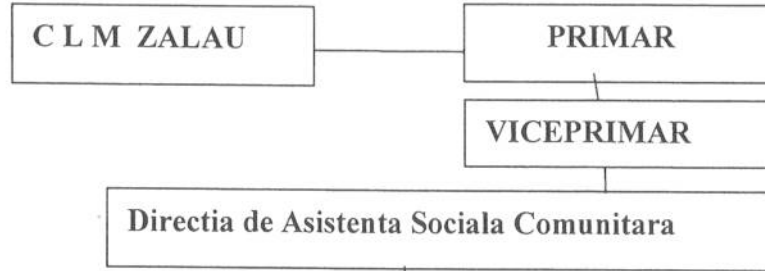 C L M ZALAU
PRIMAR
VICEPRIMAR
Directia de Asistenta Sociala Comunitara